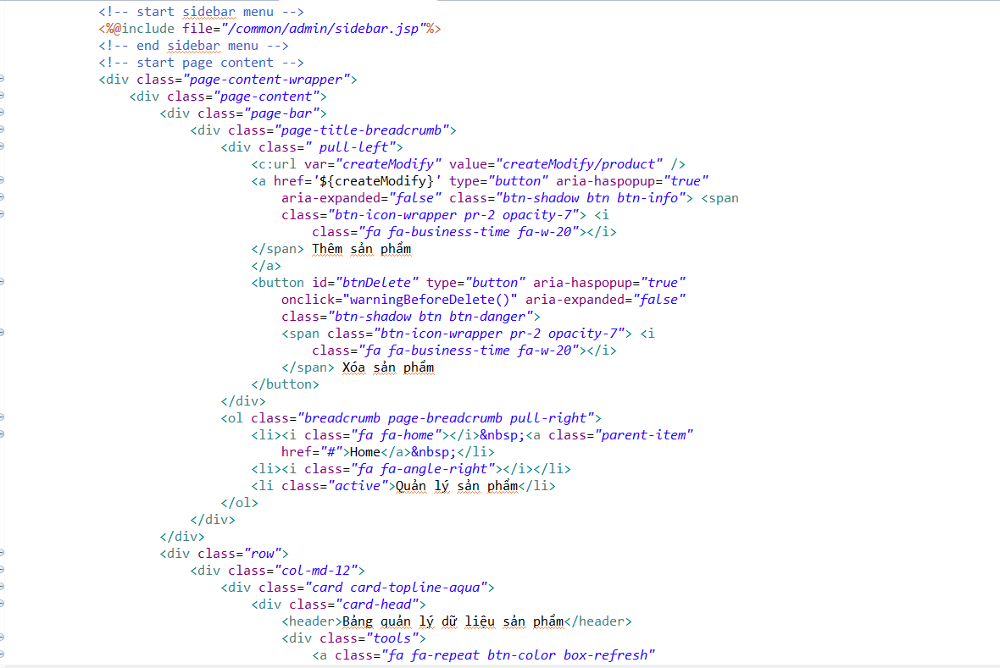 <!-- start sidebar menu -->
<%@include file="/common/admin/sidebar.jsp"%>
<!-- end sidebar menu -->
<!-- start page content -->
<div class="page-content-wrapper">
<div class="page-content">
<div class="page-bar">
<div class="page-title-breadcrumb">
<div class=" pull-left">
<c:url var="createModify" value="createModify/product" />
<a href='${createModify}' type="button" aria-haspopup="true"
aria-expanded="false" class="btn-shadow btn btn-info"> <span
class="btn-icon-wrapper pr-2 opacity-7"> <i
class="fa fa-business-time fa-w-20"></i>
</span> Thêm sản phẩm
</a>
<button id="btnDelete" type="button" aria-haspopup="true"
onclick="warningBeforeDelete()" aria-expanded="false"
class="btn-shadow btn btn-danger">
<span class="btn-icon-wrapper pr-2 opacity-7"> <i
class="fa fa-business-time fa-w-20"></i>
</span> Xóa sản phẩm
</button>
</div>
<ol class="breadcrumb page-breadcrumb pull-right">
<li><i class="fa fa-home"></i>&nbsp;<a class="parent-item"
href="#">Home</a>&nbsp;</li>
<li><i class="fa fa-angle-right"></i></li>
<li class="active">Quản lý sản phẩm</li>
</ol>
</div>
</div>
<div class="row">
<div class="col-md-12">
<div class="card card-topline-aqua">
<div class="card-head">
<header>Bảng quản lý dữ liệu sản phẩm</header>
<div class="tools">
<a class="fa fa-repeat btn-color box-refresh"